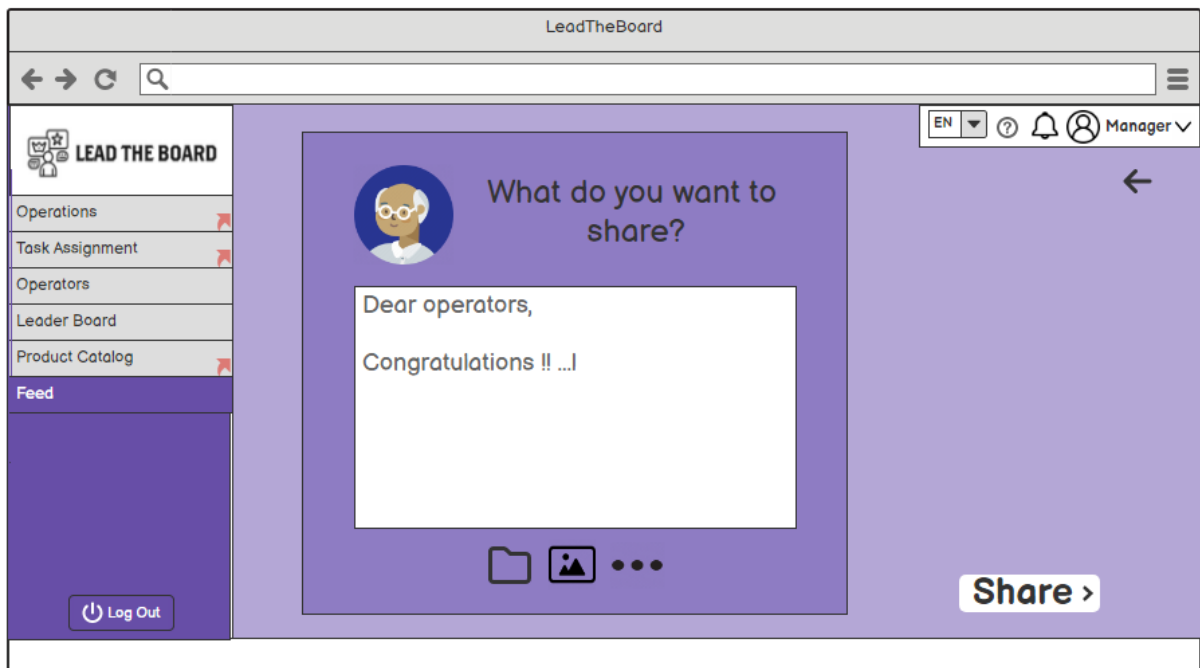 LeadTheBoard
LEAD THE BOARD
EN
Manager
Operations
Task Assignment
Operators
Leader Board
Product Catalog
Feed
Log Out
What do you want to
share?
Dear operators,
Congratulations !! ...|
Share >